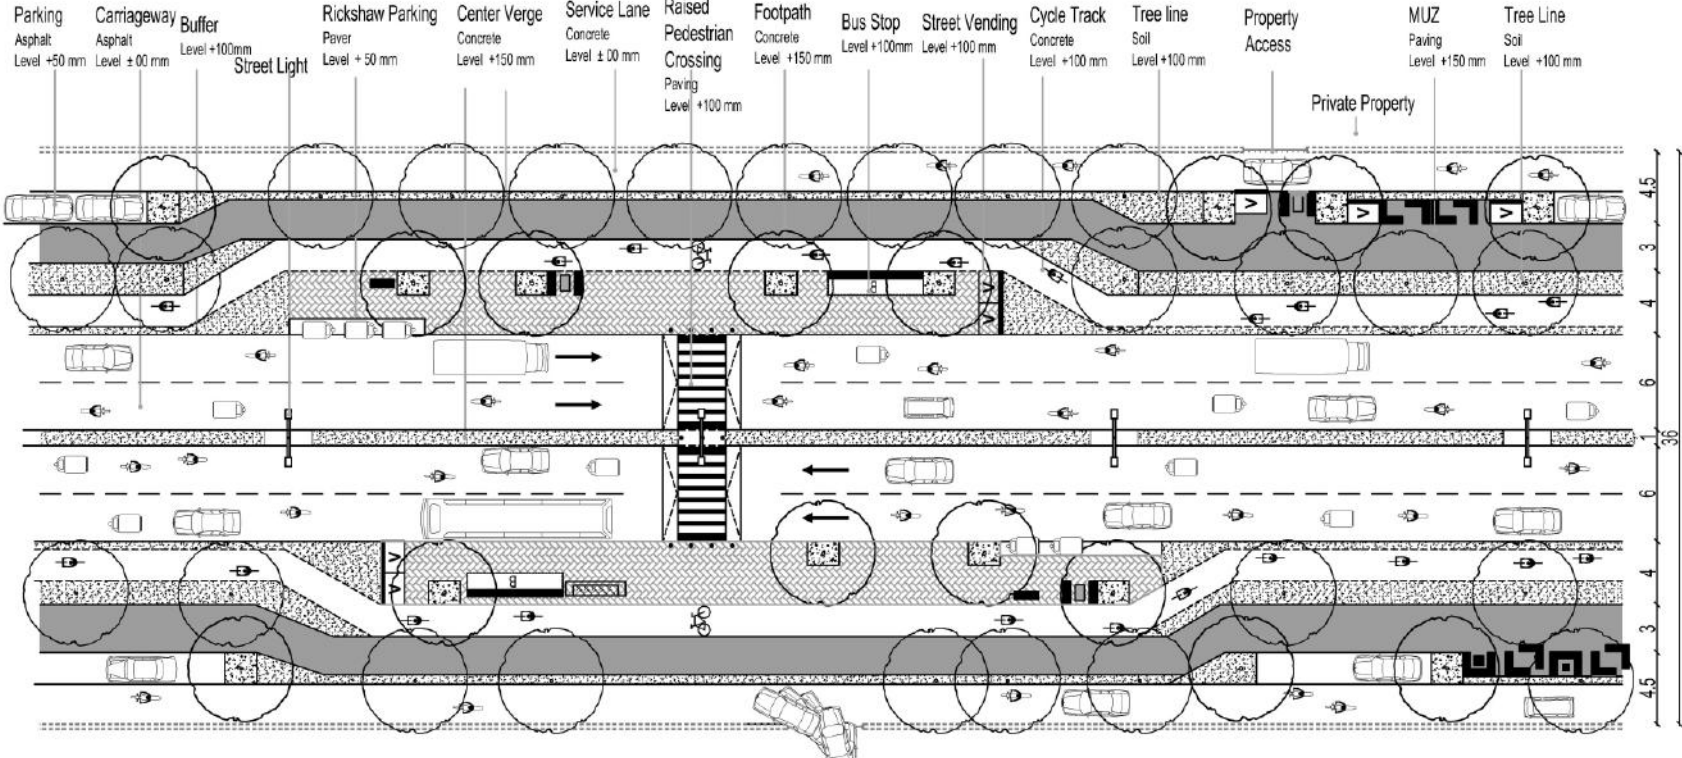 Parking
Asphalt
Level +50 mm
Carriageway
Asphalt
Level ± 00 mm
Buffer
Level +100mm
Street Light
Rickshaw Parking
Paver
Level + 50 mm
Center Verge
Concrete
Level +150 mm
Service Lane
Concrete
Level ± 00 mm
Raised
Pedestrian
Crossing
Paving
Level +100 mm
Footpath
Concrete
Level +150 mm
Bus Stop
Level +100mm
Street Vending
Level +100 mm
Cycle Track
Concrete
Level +100 mm
Tree line
Soil
Level +100 mm
Property
Access
Private Property
MUZ
Paving
Level +150 mm
Tree Line
Soil
Level +100 mm
4.5
3
4
6
1
36
6
4
3
4.5
V
V
V
V
V
V
V